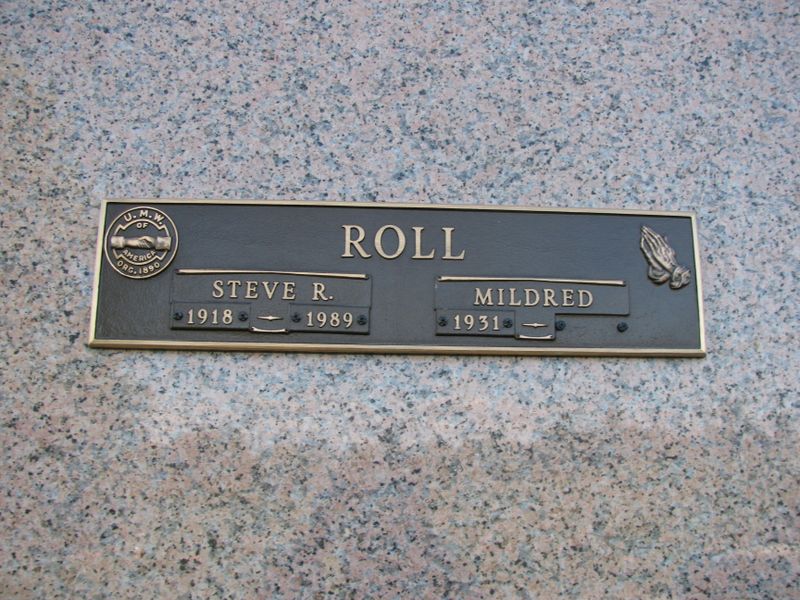 U.M.W.
OF
AMERICA
ORG. 1890
ROLL
STEVE R.
1918 1989
MILDRED
1931